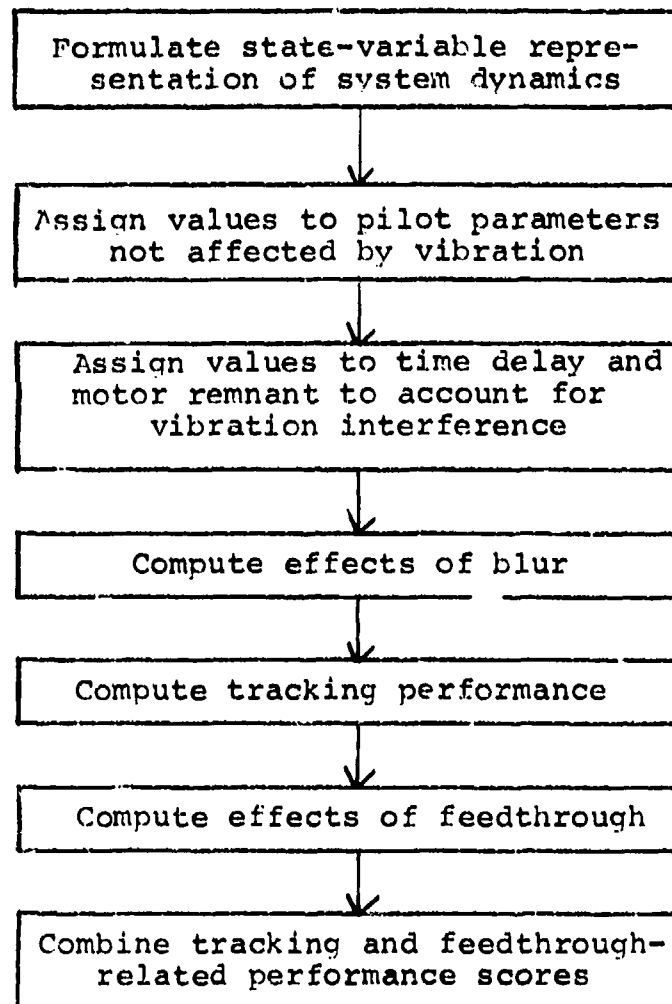 Formulate state-variable repre-
sentation of system dynamics
Assign values to pilot parameters
not affected by vibration
Assign values to time delay and
motor remnant to account for
vibration interference
Compute effects of blur
Compute tracking performance
Compute effects of feedthrough
Combine tracking and feedthrough-
related performance scores